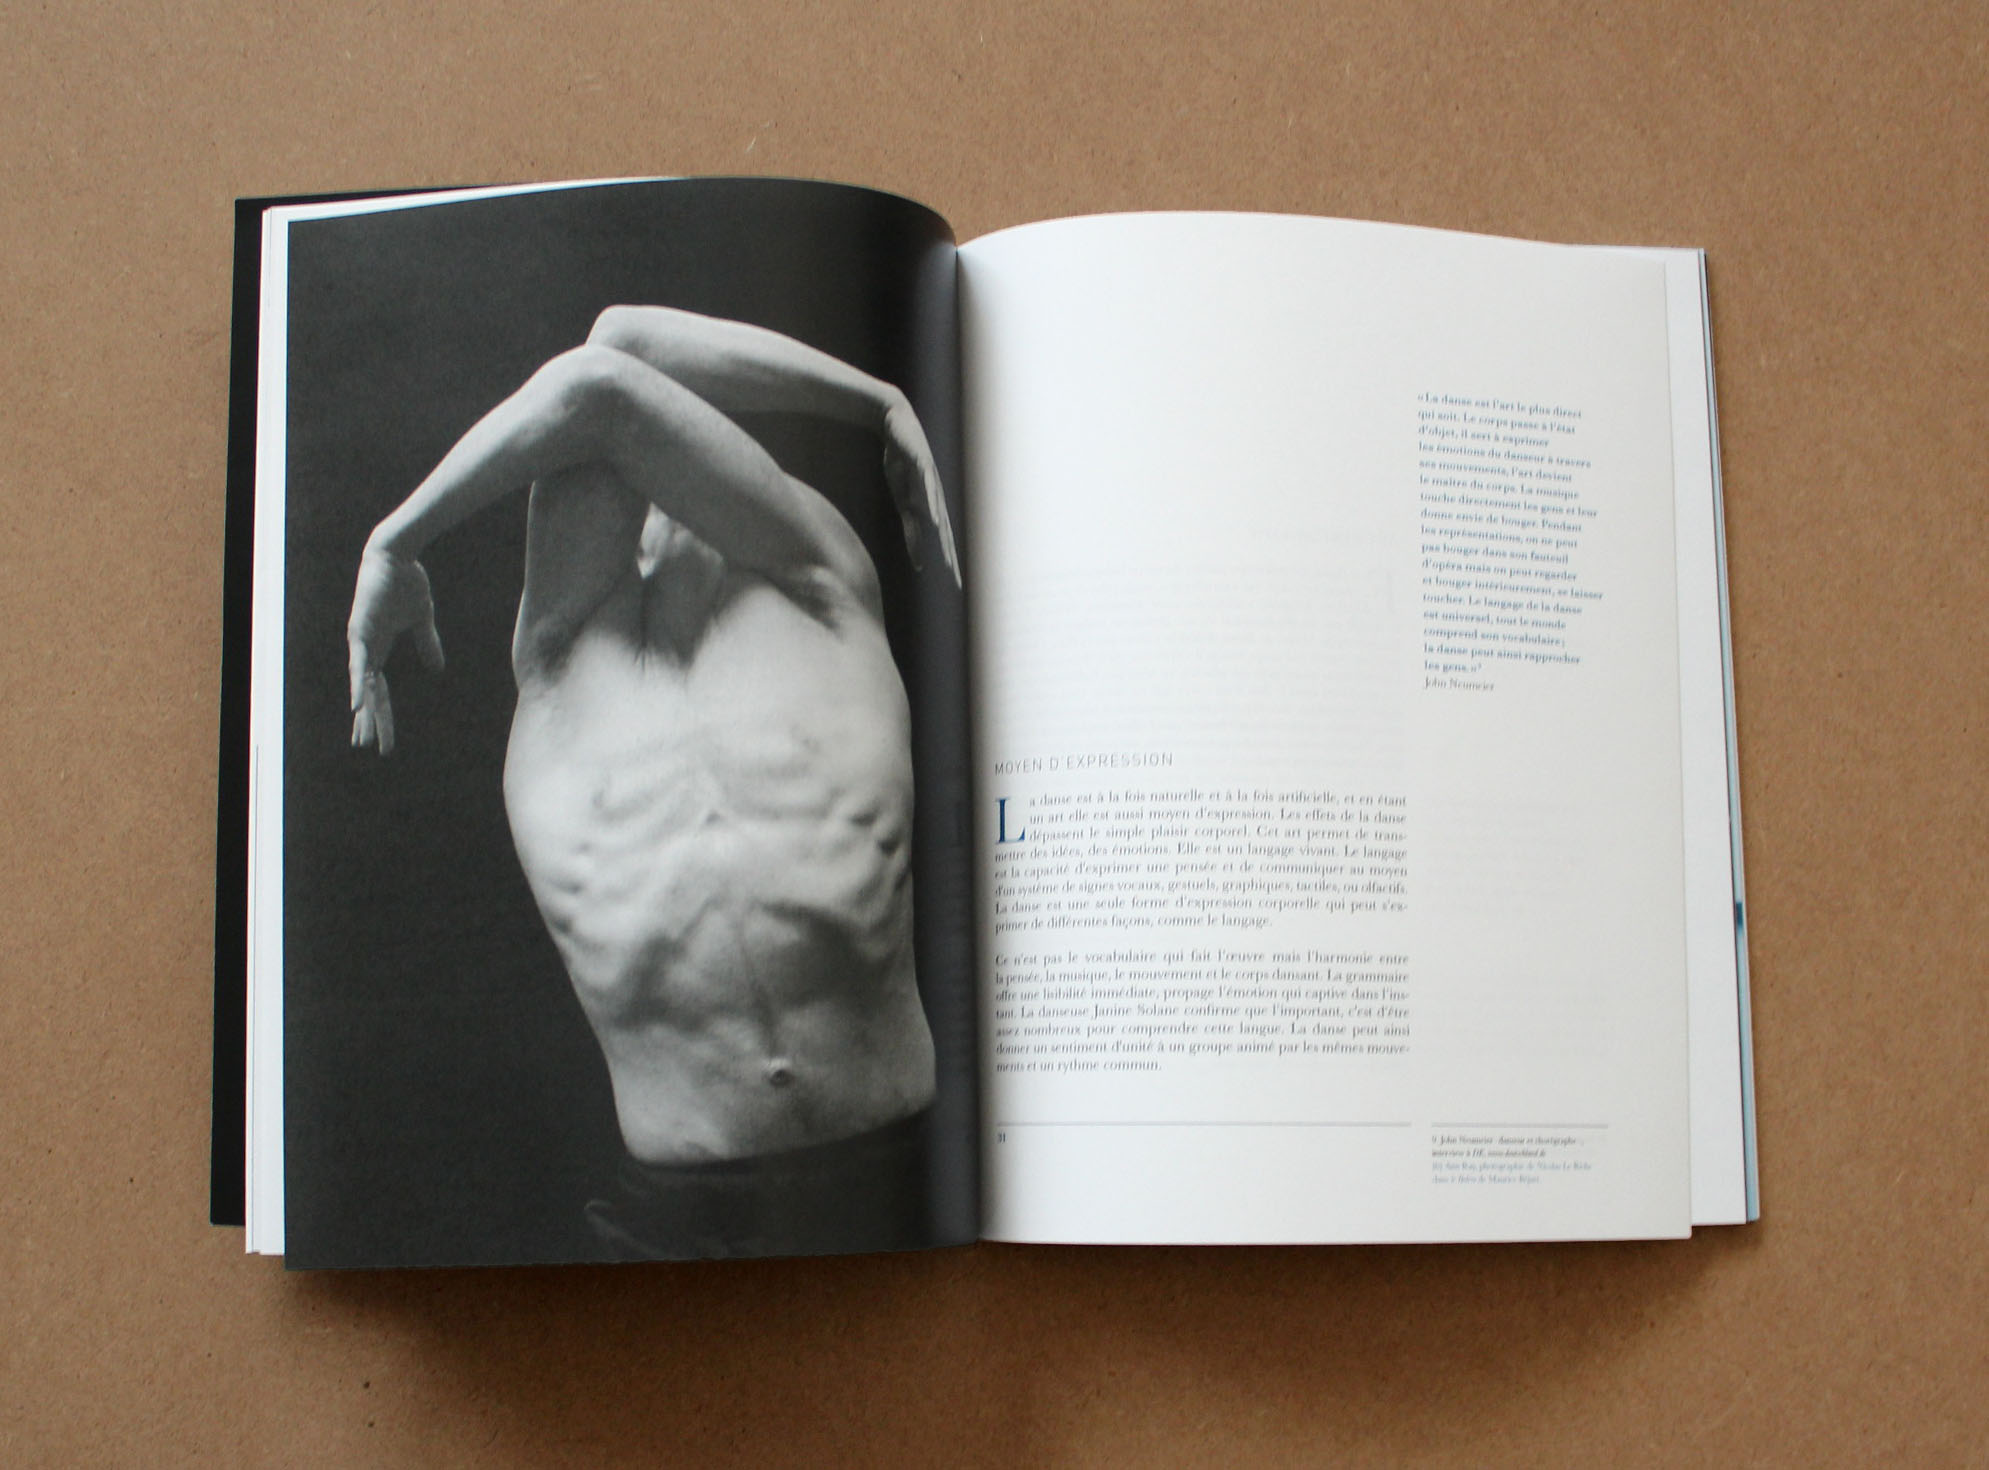 « La danse est l'art le plus direct
qui soit. Le corps passe à l'état
d'objet, il sert à exprimer
les émotions du danseur à travers
ses mouvements, l'art devient
le maître du corps. La musique
touche directement les gens et leur
donne envie de bouger. Pendant
les représentations, on ne peut
pas bouger dans son fauteuil
d'opéra mais on peut regarder
et bouger intérieurement, se laisser
toucher. Le langage de la danse
est universel, tout le monde
comprend son vocabulaire ;
la danse peut ainsi rapprocher
les gens. »
John Neumeier
MOYEN D'EXPRESSION
La danse est à la fois naturelle et à la fois artificielle, et en étant
un art elle est aussi moyen d'expression. Les effets de la danse
dépassent le simple plaisir corporel. Cet art permet de trans-
mettre des idées, des émotions. Elle est un langage vivant. Le langage
est la capacité d'exprimer une pensée et de communiquer au moyen
d'un système de signes vocaux, gestuels, graphiques, tactiles, ou olfactifs.
La danse est une seule forme d'expression corporelle qui peut s'ex-
primer de différentes façons, comme le langage.
Ce n'est pas le vocabulaire qui fait l'œuvre mais l'harmonie entre
la pensée, la musique, le mouvement et le corps dansant. La grammaire
offre une lisibilité immédiate, propage l'émotion qui captive dans l'ins-
tant. La danseuse Janine Solane confirme que l'important, c'est d'être
assez nombreux pour comprendre cette langue. La danse peut ainsi
donner un sentiment d'unité à un groupe animé par les mêmes mouve-
ments et un rythme commun.
31
9 John Neumeier - danseur et chorégraphe -,
interview à
Ann Ray, photographie de Nicolas Le Riche
dans le Boléro de Maurice Béjart